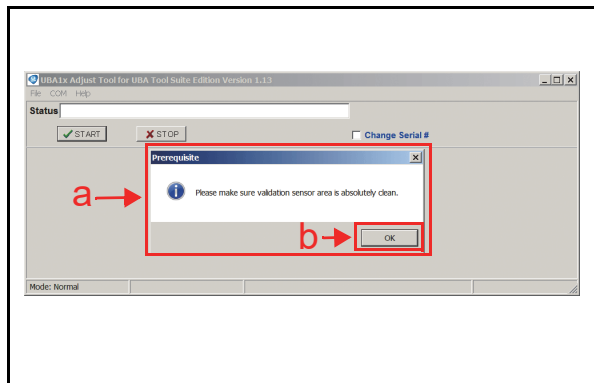 UBA1x Adjust Tool for UBA Tool Suite Edition Version 1.13
File COM Help
Status
START STOP Change Serial #
Prerequisite
a
Please make sure validation sensor area is absolutely clean.
b
OK
Mode: Normal